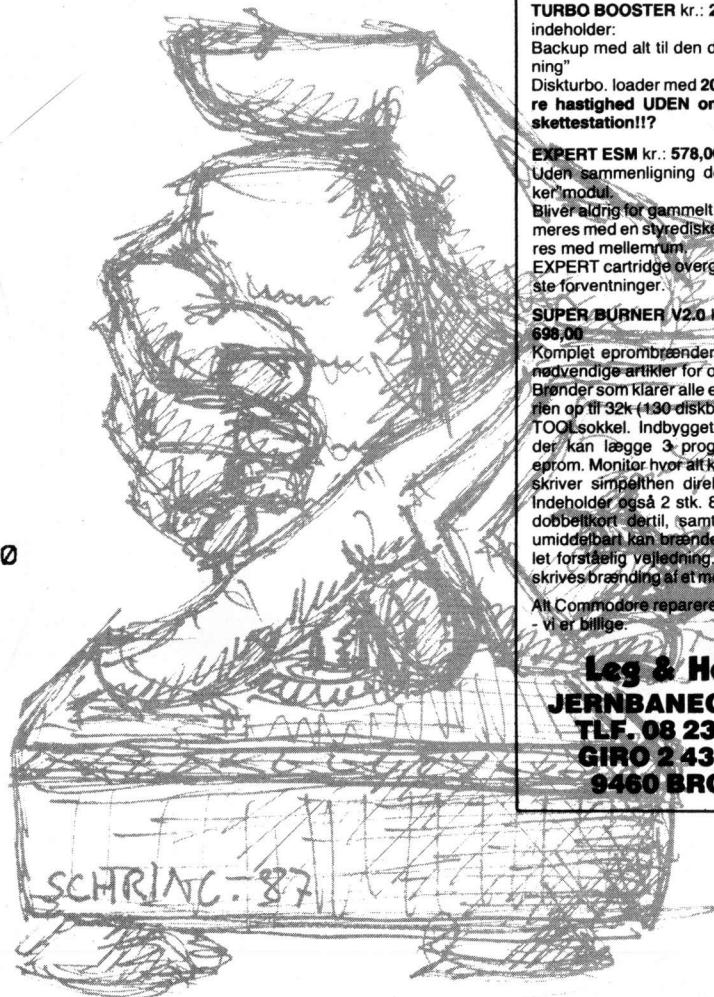 TURBO BOOSTER kr.: 2
indeholder:
Backup med alt til den d
ning"
Diskturbo. loader med 20
re hastighed UDEN on
skettestation!!?
EXPERT ESM kr.: 578,00
Uden sammenligning de
ker"modul.
Bliver aldrig for gammelt
meres med en styrediske
res med mellemrum.
EXPERT cartridge overg
ste forventninger.
SUPER BURNER V2.0
698,00
Komplet eprombrænder
nødvendige artikler for o
Brønder som klarer alle e
rien op til 32k (130 diskb
TOOLsokkel. Indbygget
der kan lægge 3 prog
eprom. Monitor hvor alt k
skriver simpelthen direk
Indeholder også 2 stk. 8
dobbeltkort dertil, samt
umiddelbart kan brænde
let forståelig vejledning.
skrives brænding af et mo
Alt Commodore reparere
- vi er billige.
Leg & Ho
JERNBANEG
TLF. 08 23
GIRO 2 43
9460 BRO
0
SCHRINC.-87